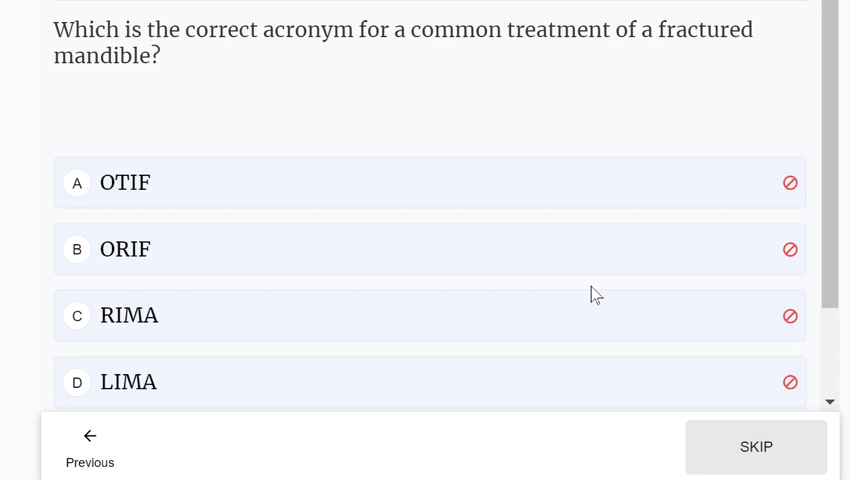 Which is the correct acronym for a common treatment of a fractured
mandible?
A OTIF
B ORIF
C RIMA
D LIMA
Previous
SKIP